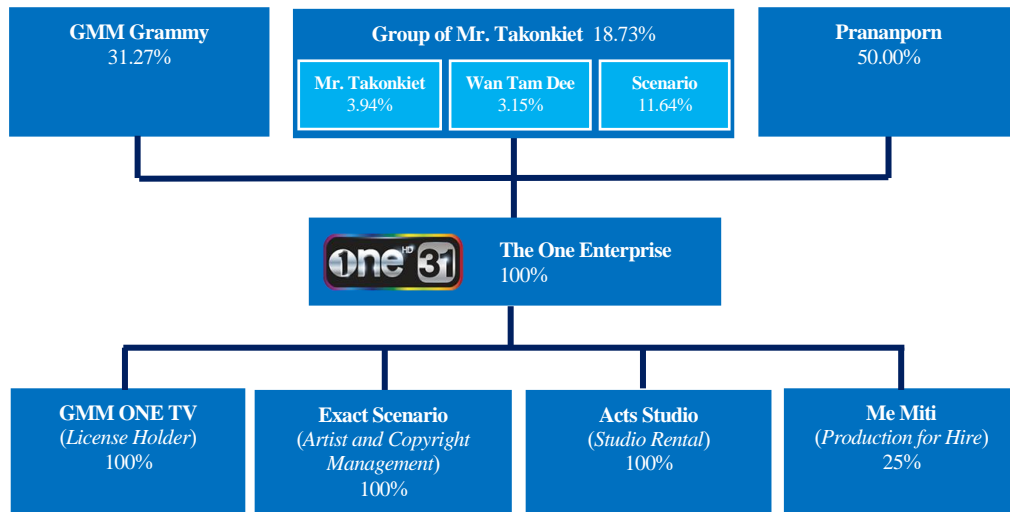 GMM Grammy
31.27%
Group of Mr. Takonkiet 18.73%
Mr. Takonkiet
3.94%
Wan Tam Dee
3.15%
Scenario
11.64%
Prananporn
50.00%
one HD 31
The One Enterprise
100%
GMM ONE TV
(License Holder)
100%
Exact Scenario
(Artist and Copyright
Management)
100%
Acts Studio
(Studio Rental)
100%
Me Miti
(Production for Hire)
25%